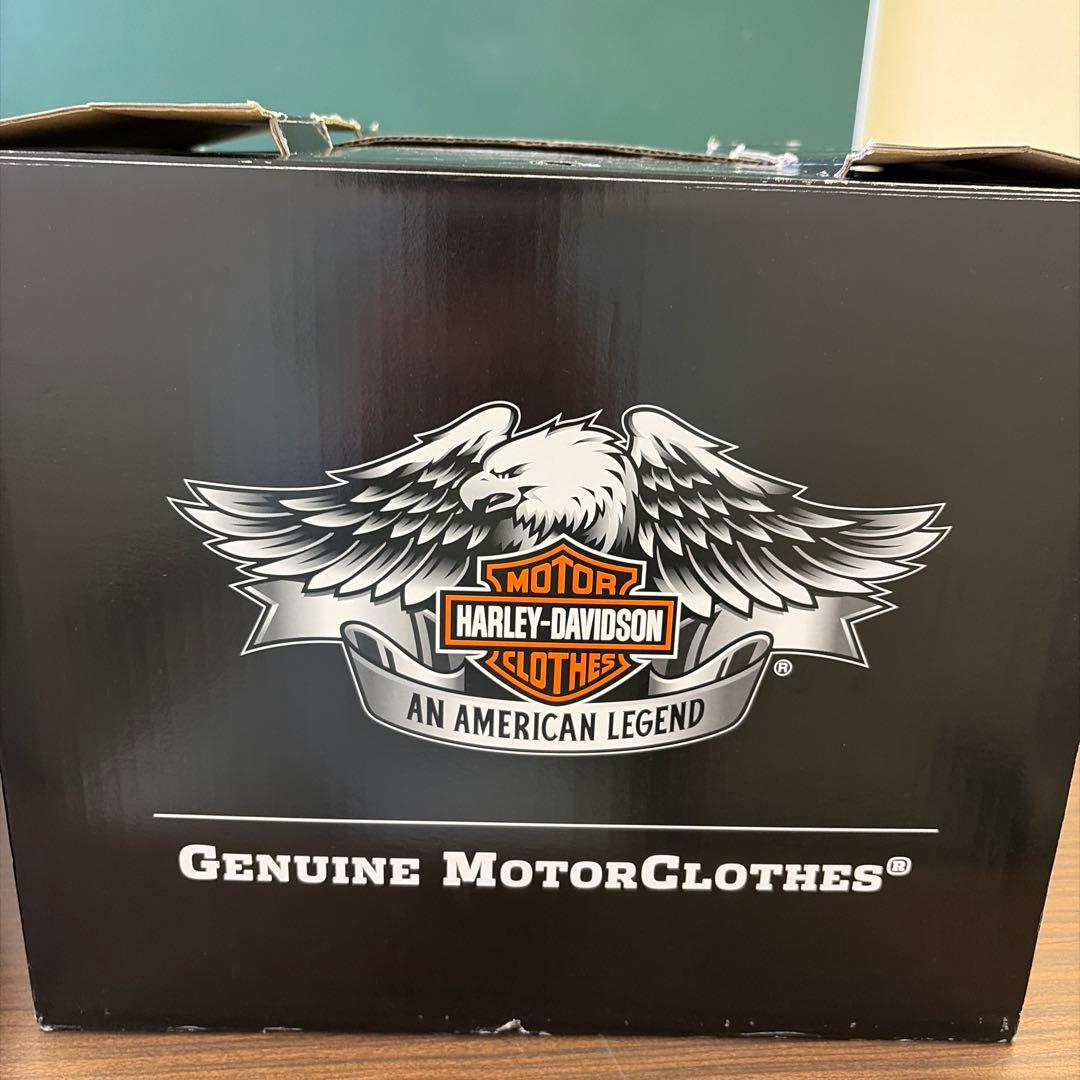 MOTOR
HARLEY-DAVIDSON
CLOTHES
®
AN AMERICAN LEGEND
GENUINE MOTORCLOTHES®